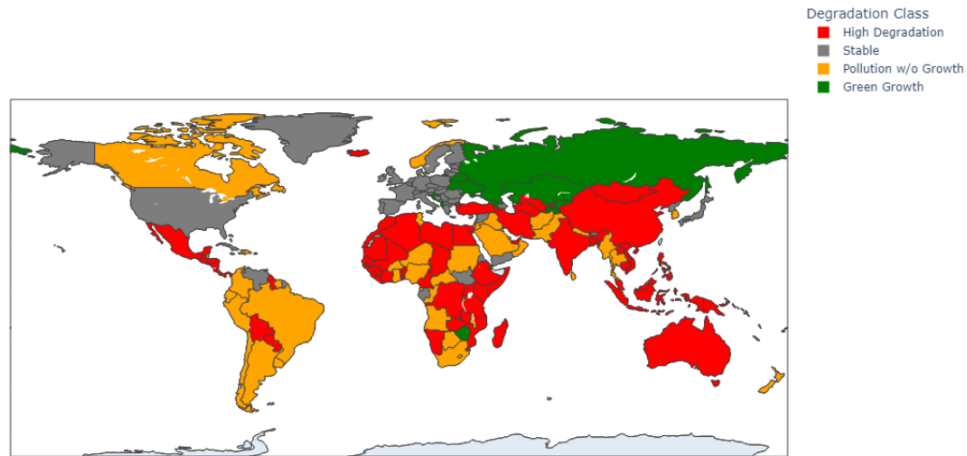 Degradation Class
High Degradation
Stable
Pollution w/o Growth
Green Growth